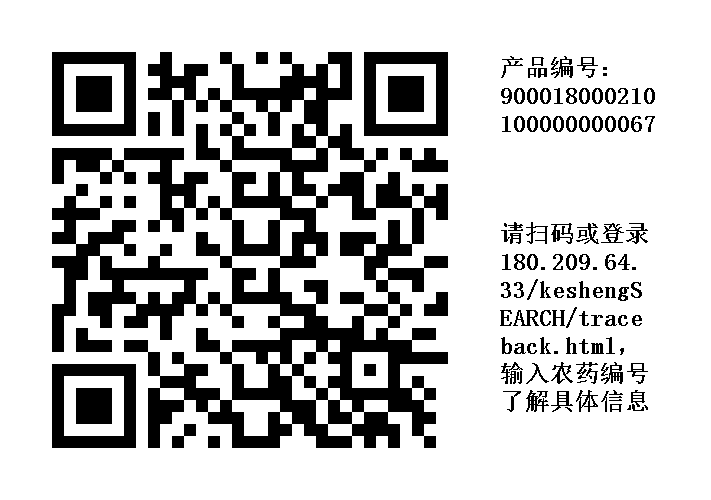 产品编号：
900018000210
100000000067
请扫码或登录
180.209.64.
33/keshengS
EARCH/trace
back.html，
输入农药编号
了解具体信息